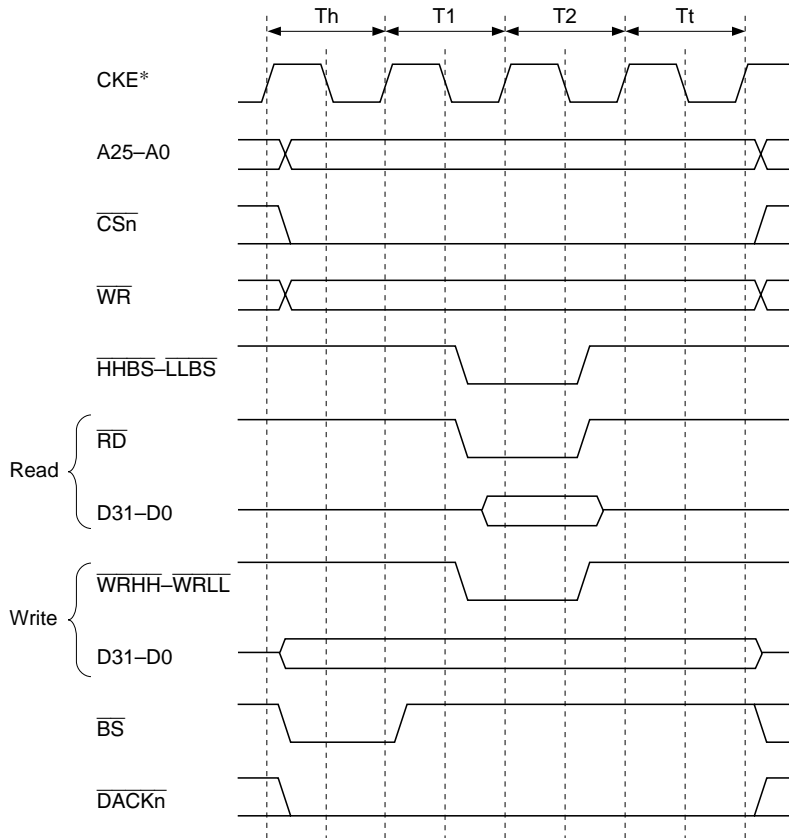 Th T1 T2 Tt
CKE*
A25–A0
CSn
WR
HHBS–LLBS
RD
Read
D31–D0
WRHH–WRLL
Write
D31–D0
BS
DACKn